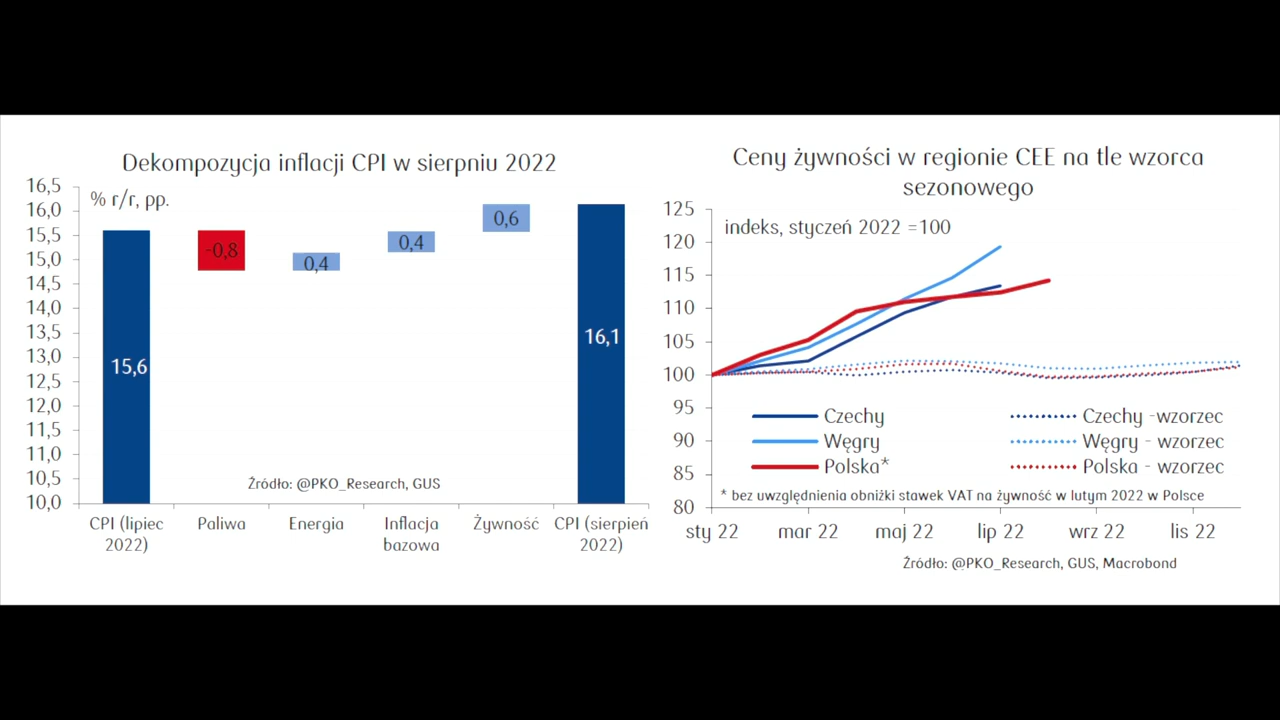 Dekompozycja inflacji CPI w sierpniu 2022
% r/r, pp.
16,5
16,0
15,5
15,0
14,5
14,0
13,5
13,0
12,5
12,0
11,5
11,0
10,5
10,0
15,6
-0,8
0,4
0,4
0,6
16,1
Źródło: @PKO_Research, GUS
CPI (lipiec
2022)
Paliwa
Energia
Inflacja
bazowa
Żywność
CPI (sierpień
2022)
Ceny żywności w regionie CEE na tle wzorca
sezonowego
indeks, styczeń 2022 =100
125
120
115
110
105
100
95
90
85
80
Czechy
Węgry
Polska*
Czechy -wzorzec
Węgry - wzorzec
Polska - wzorzec
* bez uwzględnienia obniżki stawek VAT na żywność w lutym 2022 w Polsce
sty 22
mar 22
maj 22
lip 22
wrz 22
lis 22
Źródło: @PKO_Research, GUS, Macrobond